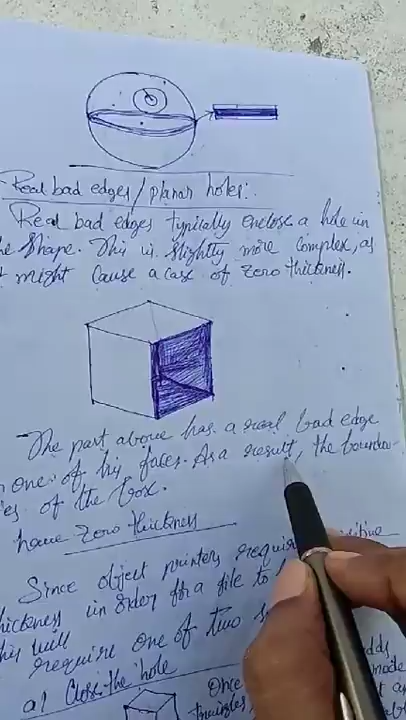 Real bad edges/planar holes:
Real bad edges typically enclose a hole in
the shape. This is slightly more complex, as
it might cause a case of zero thickness.
The part above has a real bad edge
on one of his faces. As a result, the bounda-
ries of the box.
have zero thickness
Since object printers require positive
thickness in order for a file to
this will require one of two
a) Close the hole
Once
triangles,